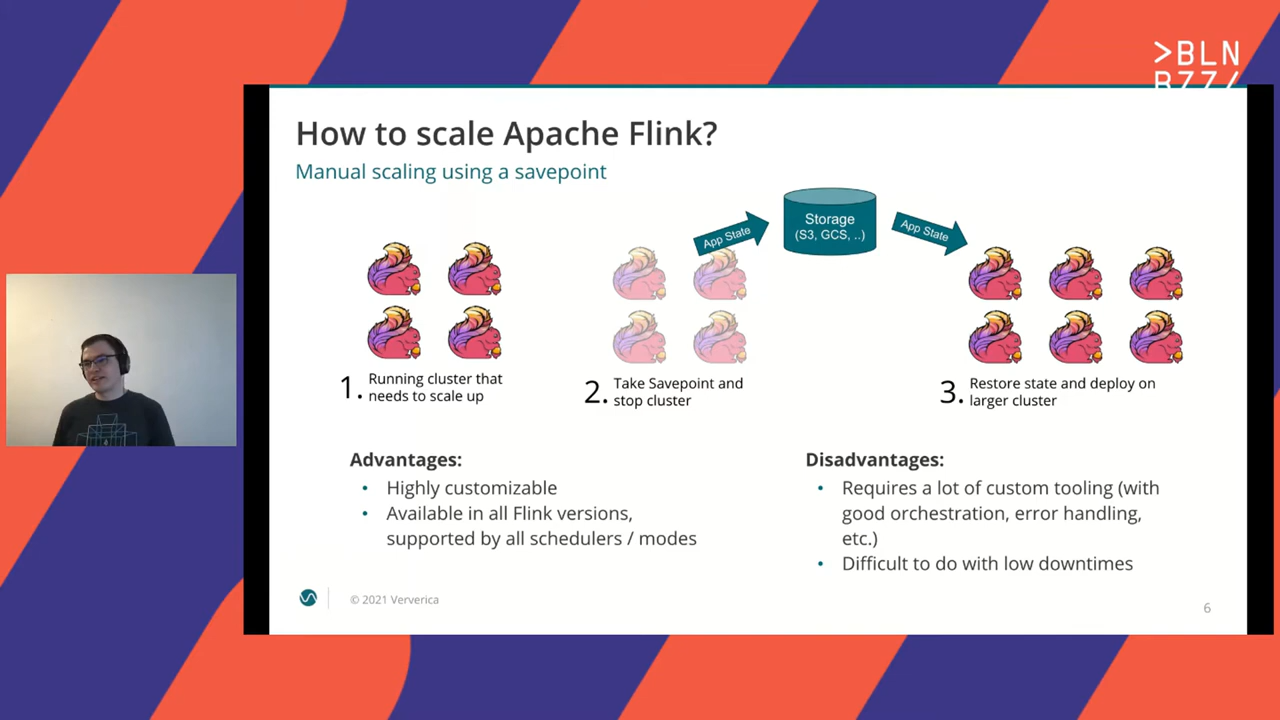 >BLN
BZZ/
How to scale Apache Flink?
Manual scaling using a savepoint
App State
Storage
(S3, GCS, ..)
App State
1. Running cluster that
needs to scale up
2. Take Savepoint and
stop cluster
3. Restore state and deploy on
larger cluster
Advantages:
• Highly customizable
• Available in all Flink versions,
supported by all schedulers / modes
Disadvantages:
• Requires a lot of custom tooling (with
good orchestration, error handling,
etc.)
• Difficult to do with low downtimes
© 2021 Ververica
6